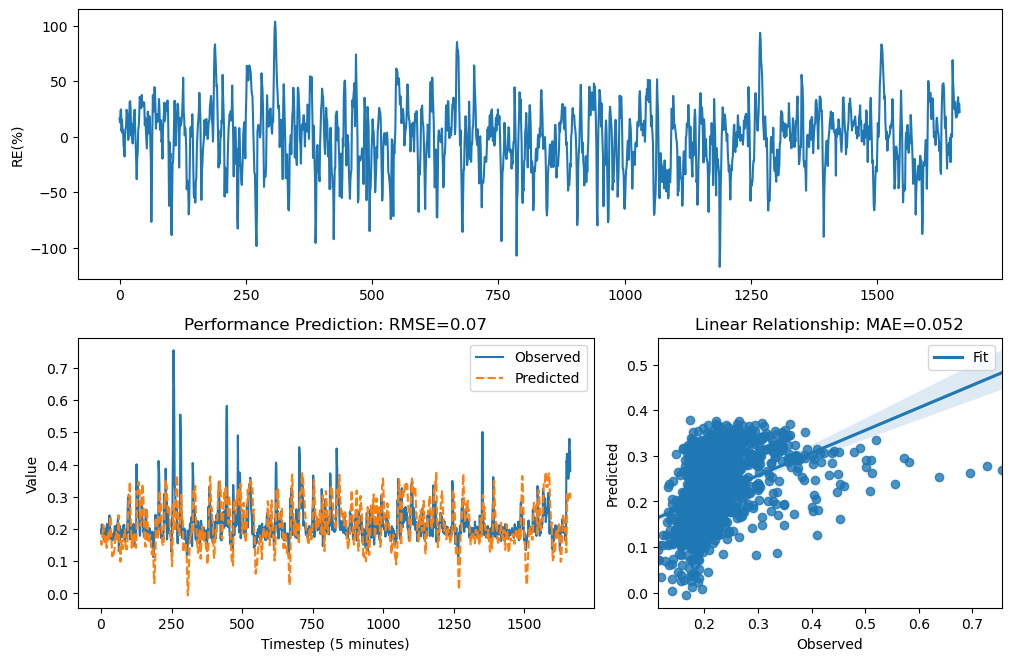 100
50
0
−50
−100
RE(%)
0 250 500 750 1000 1250 1500
Performance Prediction: RMSE=0.07
Observed
Predicted
0.7
0.6
0.5
0.4
0.3
0.2
0.1
0.0
Value
0 250 500 750 1000 1250 1500
Timestep (5 minutes)
Linear Relationship: MAE=0.052
Fit
0.5
0.4
0.3
0.2
0.1
0.0
Predicted
0.2 0.3 0.4 0.5 0.6 0.7
Observed